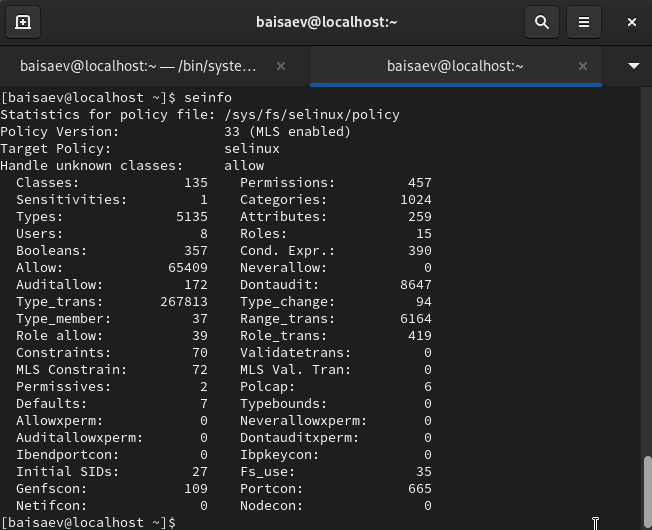 baisaev@localhost:~
baisaev@localhost:~ — /bin/syste…
baisaev@localhost:~
[baisaev@localhost ~]$ seinfo
Statistics for policy file: /sys/fs/selinux/policy
Policy Version:             33 (MLS enabled)
Target Policy:              selinux
Handle unknown classes:     allow
  Classes:             135    Permissions:         457
  Sensitivities:         1    Categories:         1024
  Types:              5135    Attributes:          259
  Users:                 8    Roles:                15
  Booleans:            357    Cond. Expr.:         390
  Allow:             65409    Neverallow:            0
  Auditallow:          172    Dontaudit:          8647
  Type_trans:       267813    Type_change:          94
  Type_member:          37    Range_trans:        6164
  Role allow:           39    Role_trans:          419
  Constraints:          70    Validatetrans:         0
  MLS Constrain:        72    MLS Val. Tran:         0
  Permissives:           2    Polcap:                6
  Defaults:              7    Typebounds:            0
  Allowxperm:            0    Neverallowxperm:       0
  Auditallowxperm:       0    Dontauditxperm:        0
  Ibendportcon:          0    Ibpkeycon:             0
  Initial SIDs:         27    Fs_use:               35
  Genfscon:            109    Portcon:             665
  Netifcon:              0    Nodecon:               0
[baisaev@localhost ~]$